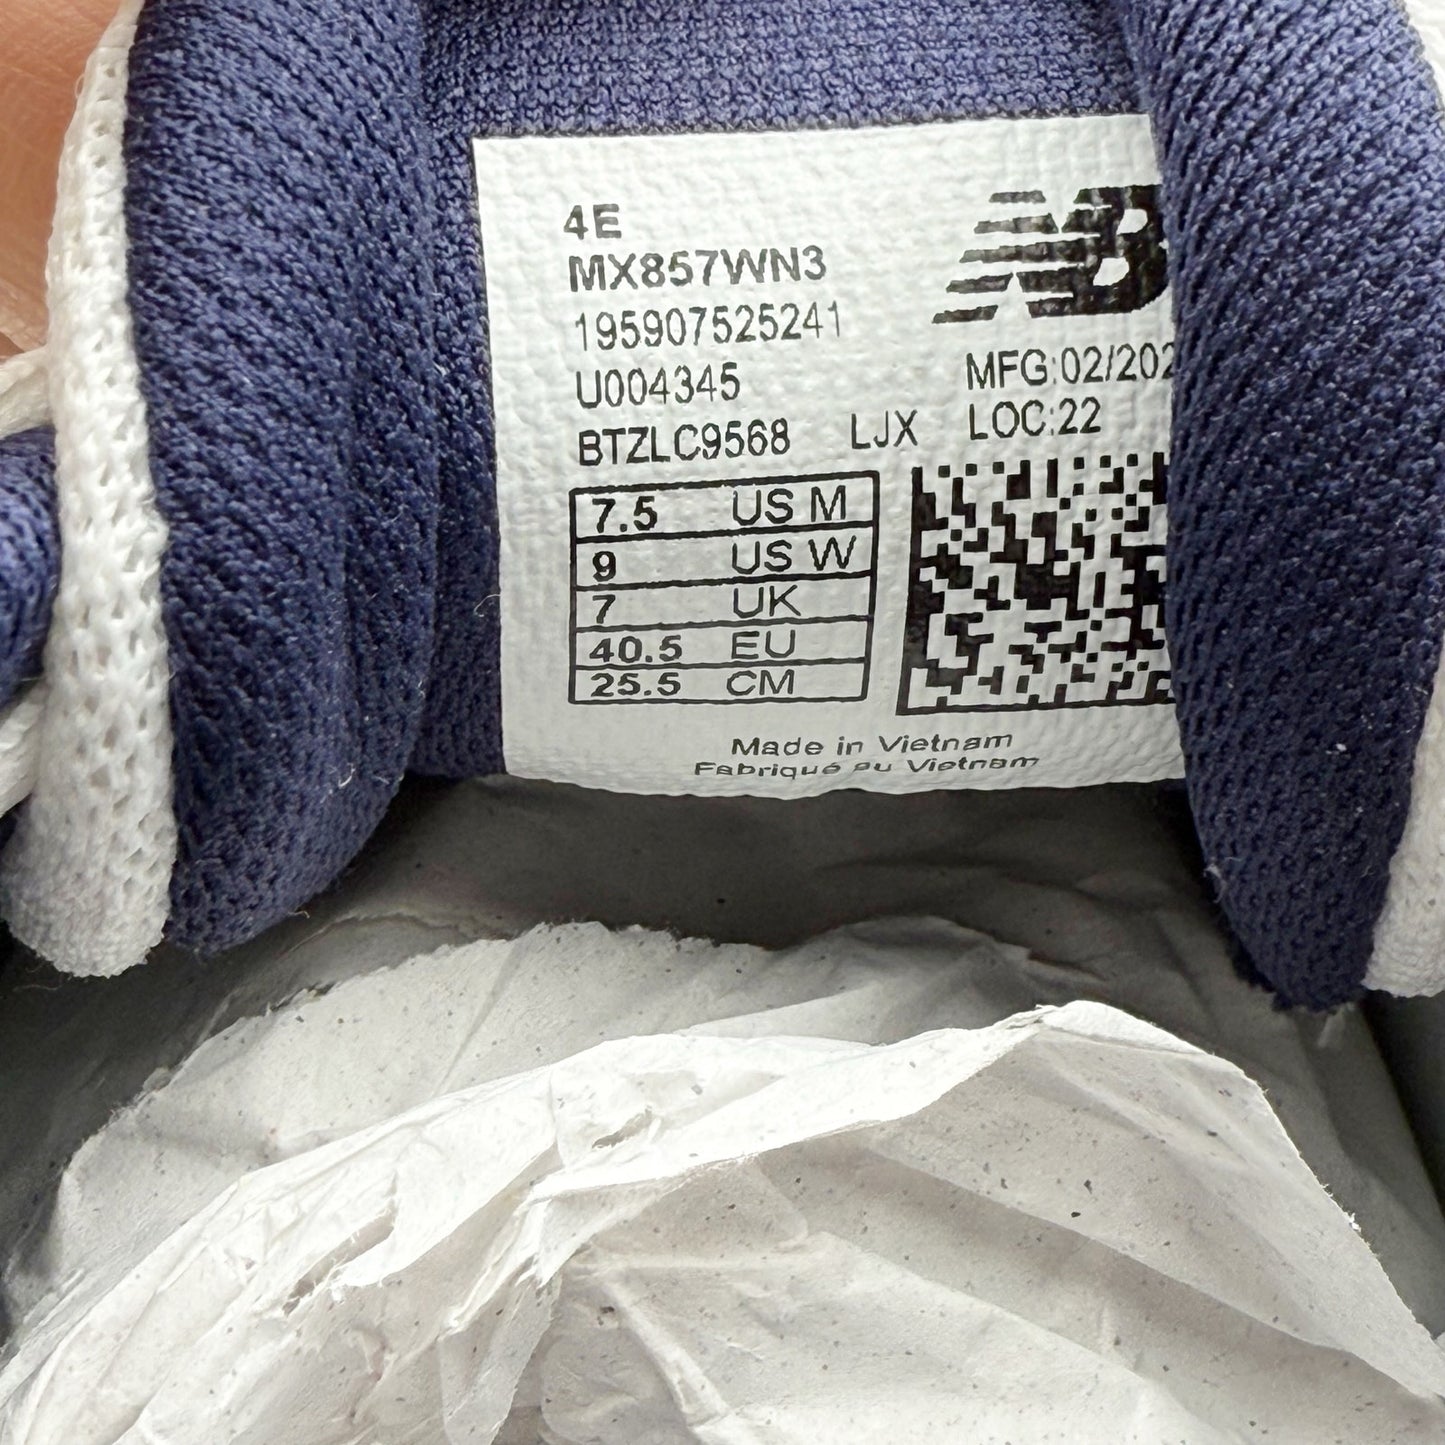 4E
MX857WN3
195907525241
U004345
BTZLC9568 LJX
NB
MFG:02/202
LOC:22
7.5 US M
9 US W
7 UK
40.5 EU
25.5 CM
Made in Vietnam
Fabriqué au Vietnam